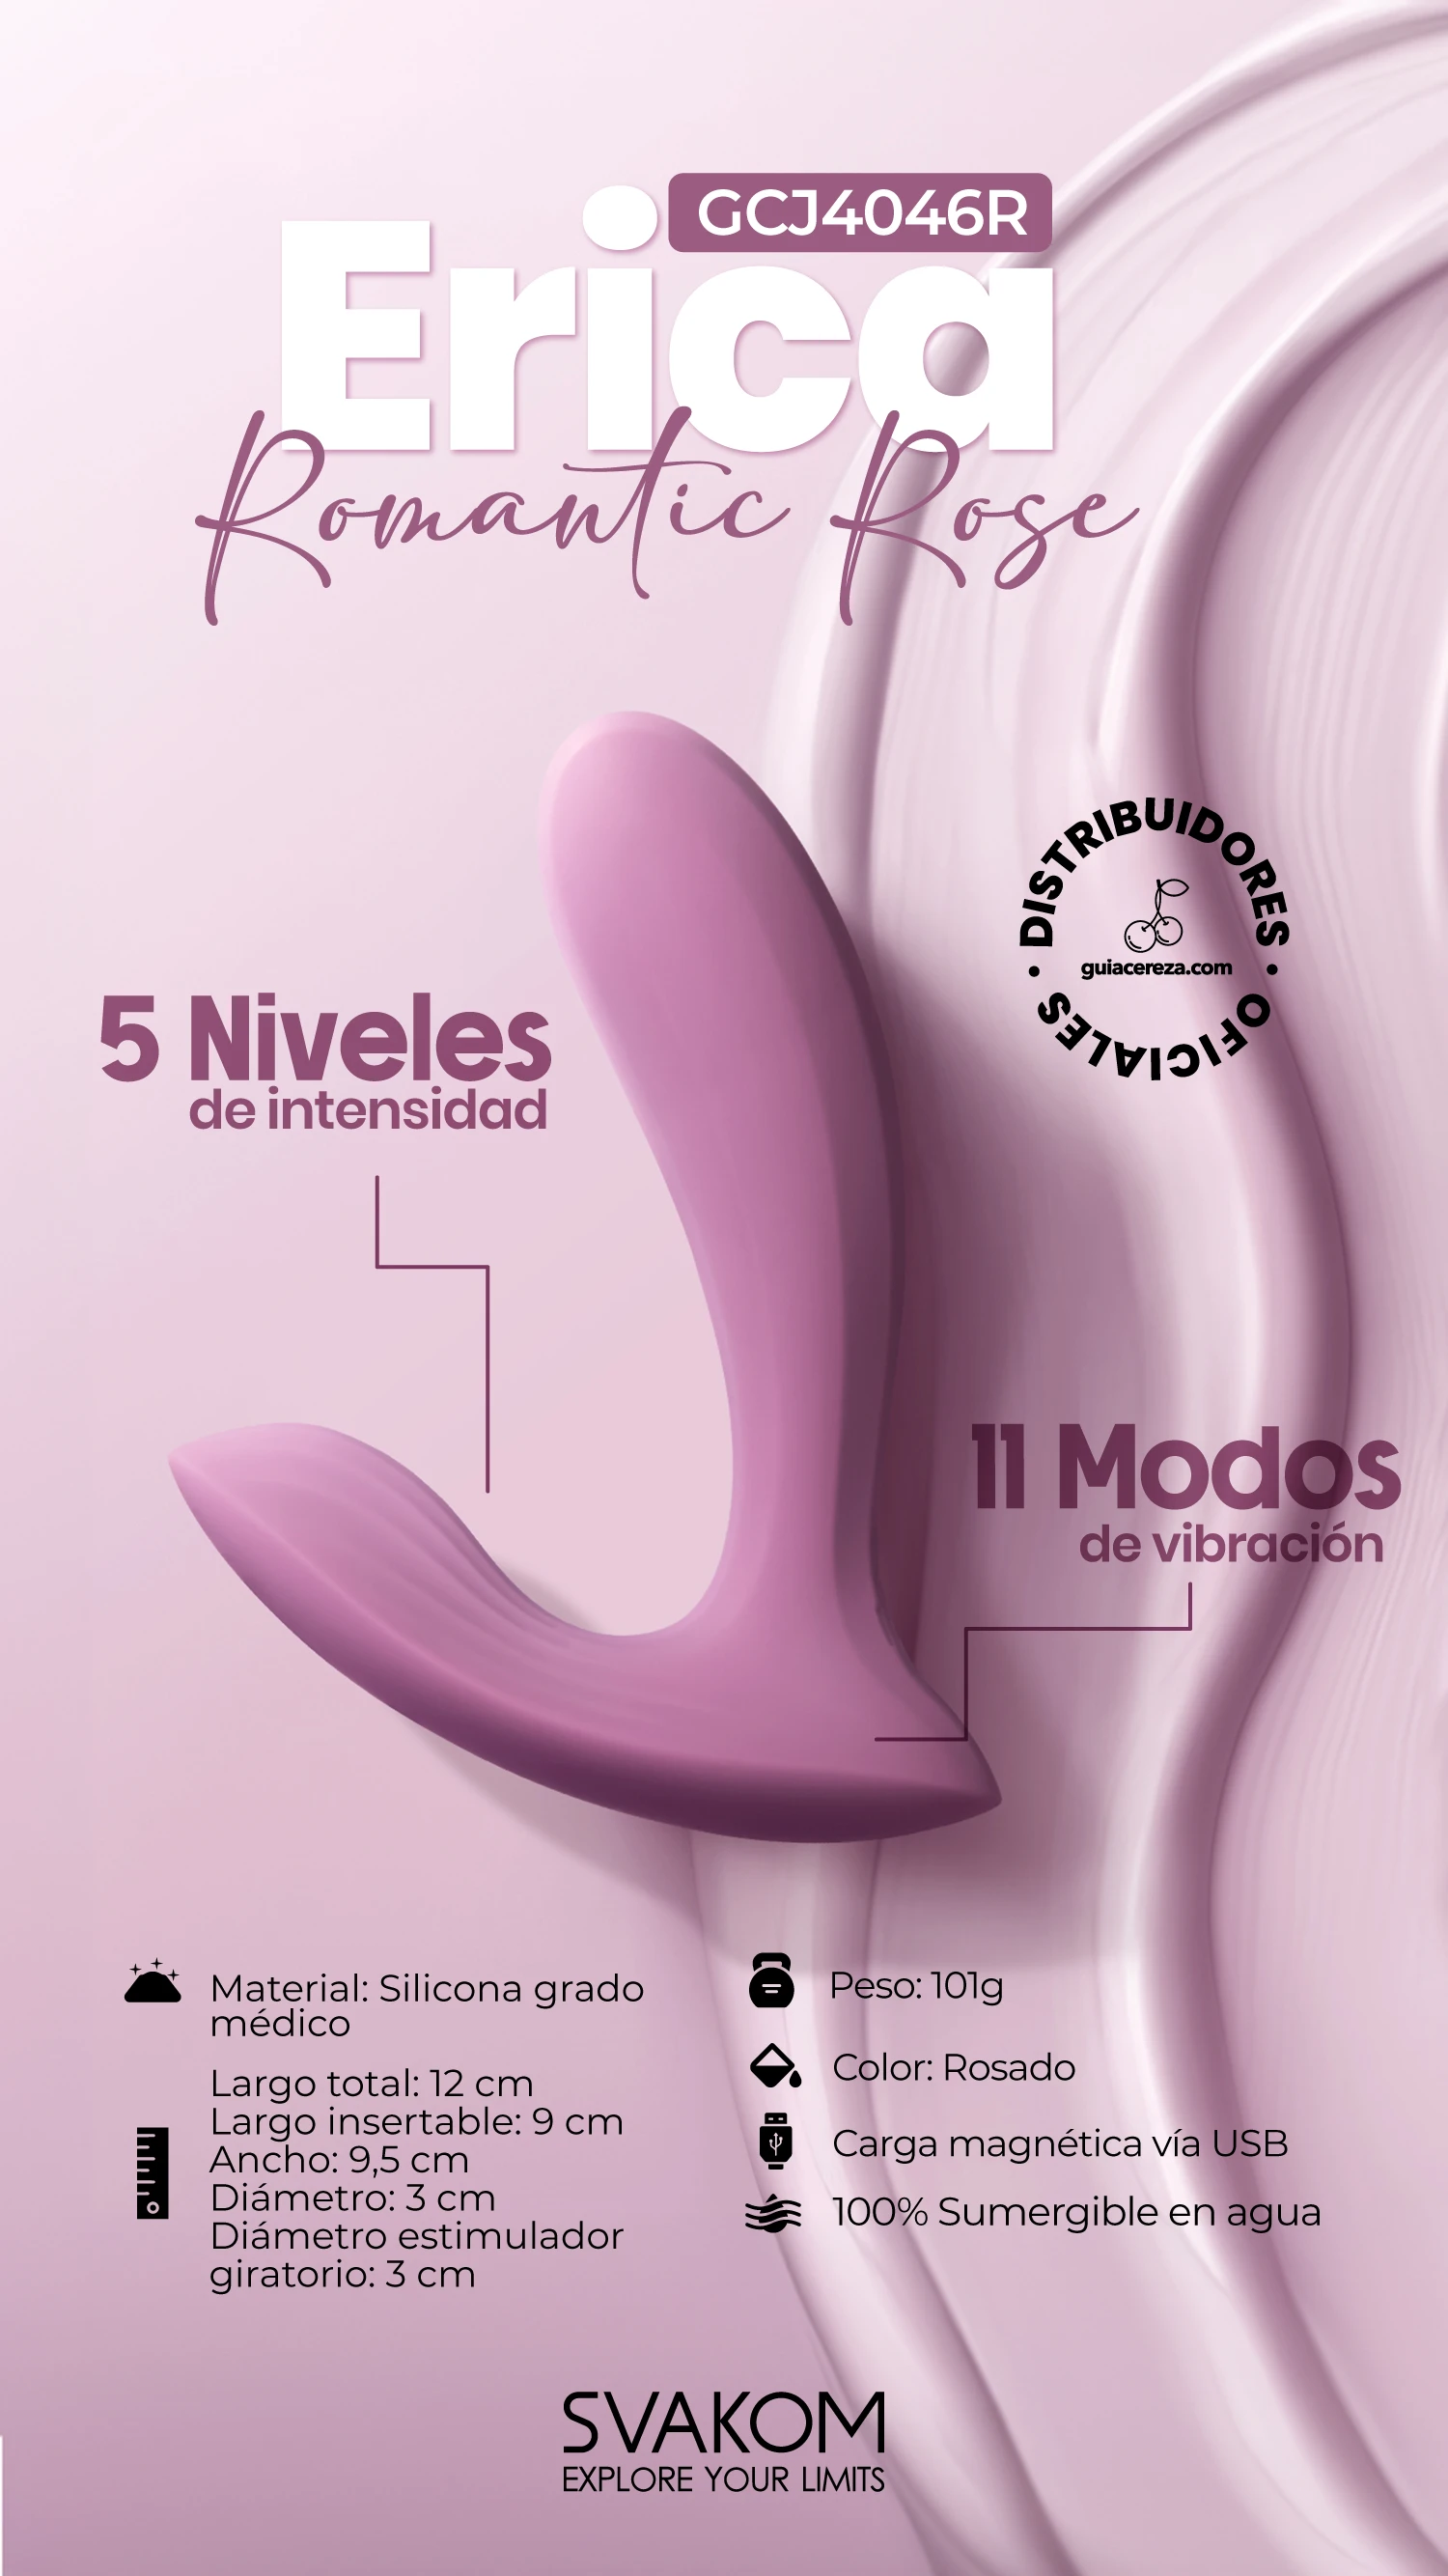 GCJ4046R
Erica
Romantic Rose
DISTRIBUIDORES
guiacereza.com
OFICIALES
5 Niveles
de intensidad
11 Modos
de vibración
Material: Silicona grado
médico
Largo total: 12 cm
Largo insertable: 9 cm
Ancho: 9,5 cm
Diámetro: 3 cm
Diámetro estimulador
giratorio: 3 cm
Peso: 101g
Color: Rosado
Carga magnética vía USB
100% Sumergible en agua
SVAKOM
EXPLORE YOUR LIMITS